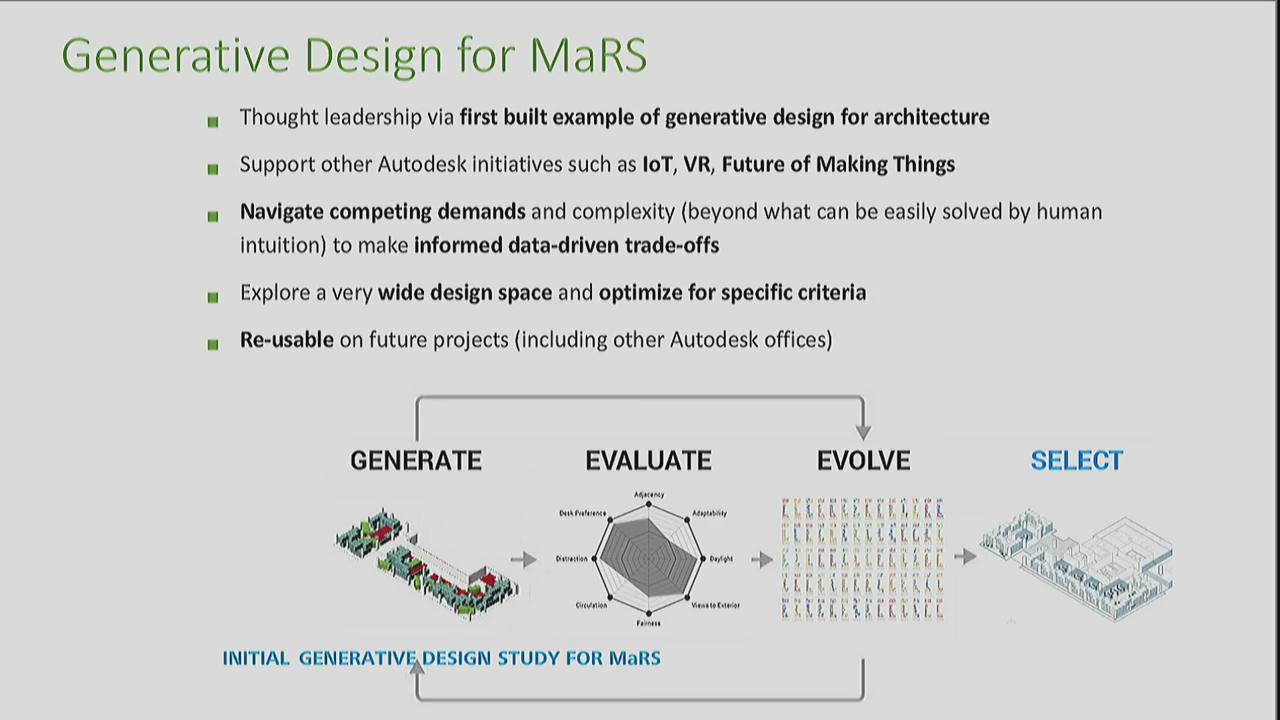 Generative Design for MaRS
Thought leadership via first built example of generative design for architecture
Support other Autodesk initiatives such as IoT, VR, Future of Making Things
Navigate competing demands and complexity (beyond what can be easily solved by human
intuition) to make informed data-driven trade-offs
Explore a very wide design space and optimize for specific criteria
Re-usable on future projects (including other Autodesk offices)
GENERATE
EVALUATE
EVOLVE
SELECT
Adjacency
Desk Preference
Adaptability
Distraction
Daylight
Circulation
Views to Exterior
Fairness
INITIAL GENERATIVE DESIGN STUDY FOR MaRS